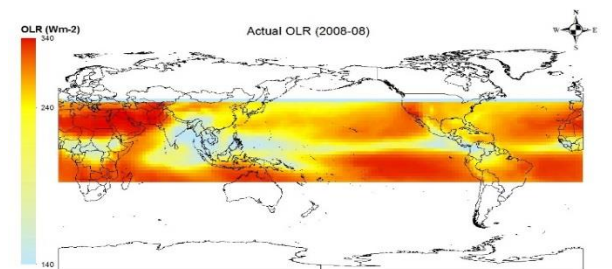 OLR (Wm-2)
340
240
140
Actual OLR (2008-08)
N
W
E
S